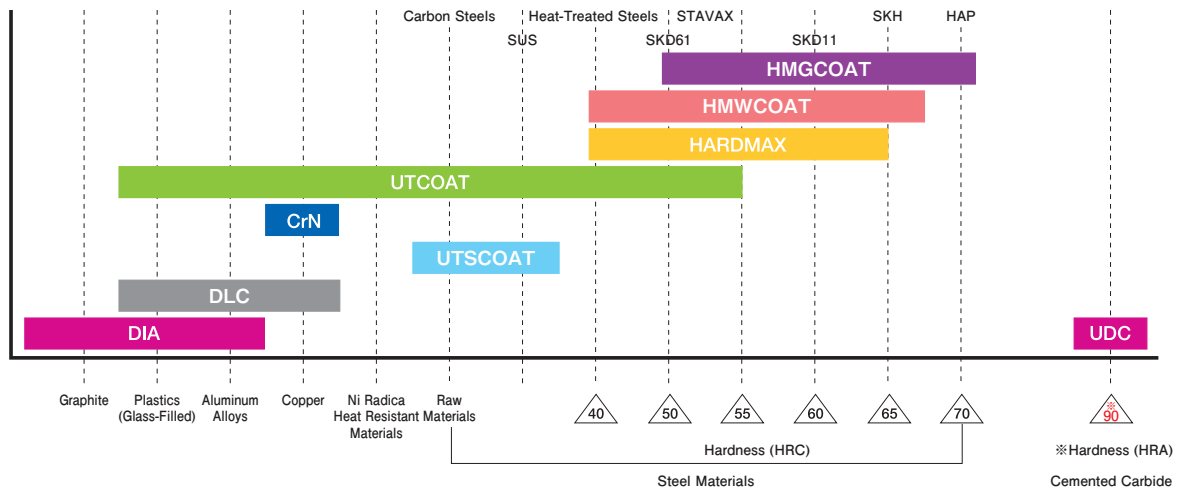 Carbon Steels
Heat-Treated Steels
STAVAX
SKH
HAP
SUS
SKD61
SKD11
HMGCOAT
HMWCOAT
HARDMAX
UTCOAT
CrN
UTSCOAT
DLC
DIA
UDC
Graphite
Plastics
(Glass-Filled)
Aluminum
Alloys
Copper
Ni Radica
Heat Resistant
Materials
Raw
Materials
40
50
55
60
65
70
※
90
Hardness (HRC)
※Hardness (HRA)
Steel Materials
Cemented Carbide